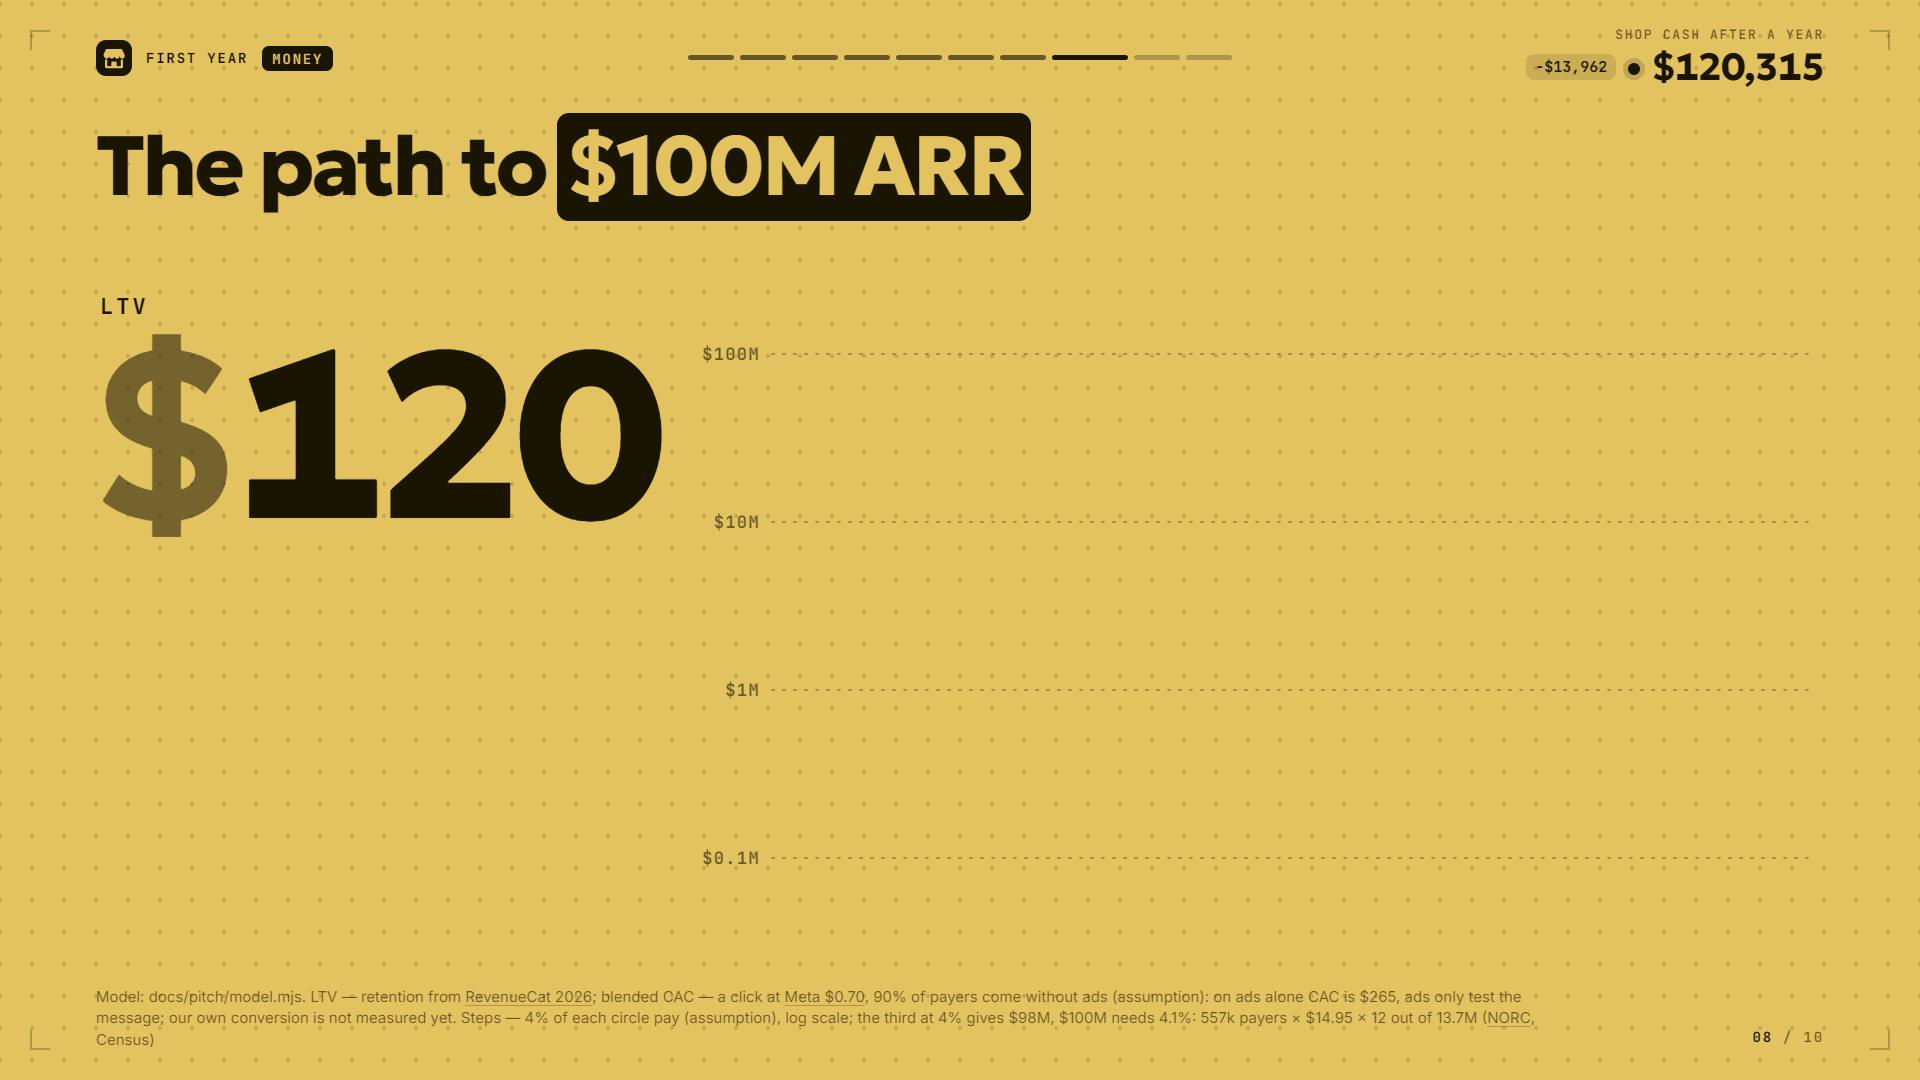 FIRST YEAR MONEY
SHOP CASH AFTER A YEAR
-$13,962 $120,315
The path to $100M ARR
LTV
$120
$100M
$10M
$1M
$0.1M
Model: docs/pitch/model.mjs. LTV — retention from RevenueCat 2026; blended CAC — a click at Meta $0.70, 90% of payers come without ads (assumption): on ads alone CAC is $265, ads only test the
message; our own conversion is not measured yet. Steps — 4% of each circle pay (assumption), log scale; the third at 4% gives $98M, $100M needs 4.1%: 557k payers × $14.95 × 12 out of 13.7M (NORC,
Census)
08 / 10